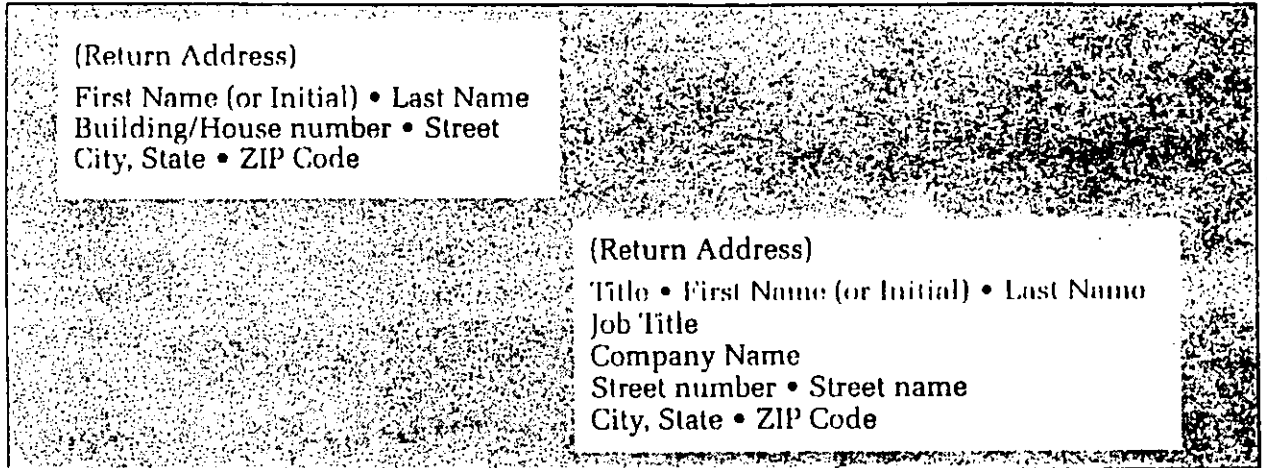 (Return Address)
First Name (or Initial) • Last Name
Building/House number • Street
City, State • ZIP Code
(Return Address)
Title • First Name (or Initial) • Last Name
Job Title
Company Name
Street number • Street name
City, State • ZIP Code